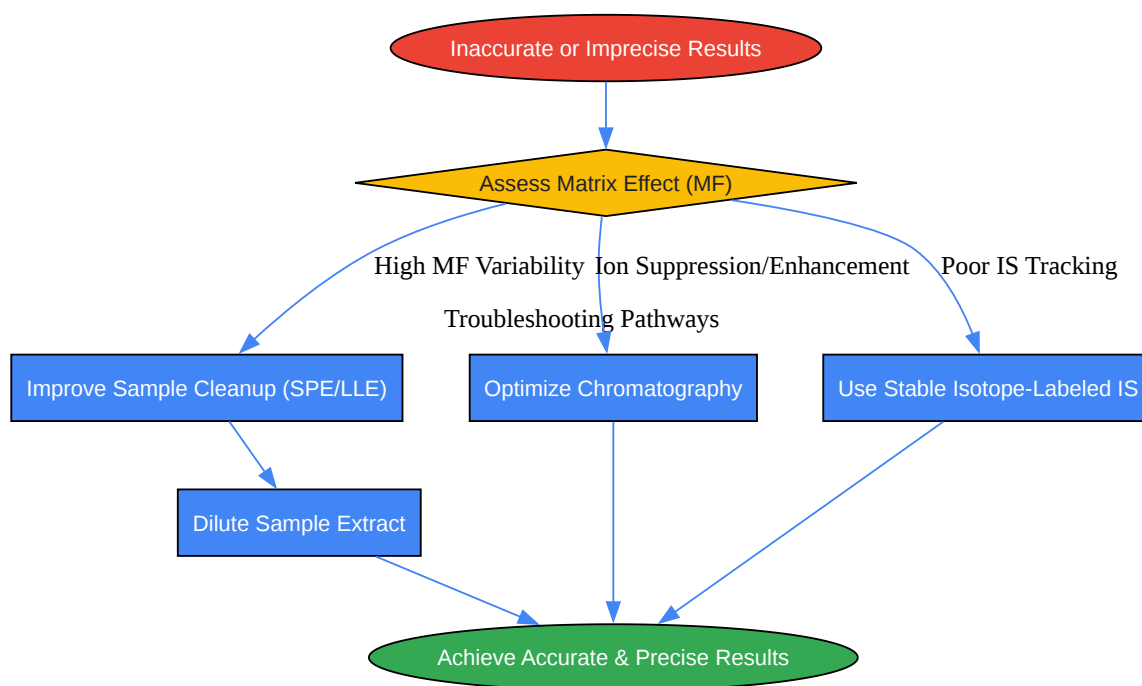 Inaccurate or Imprecise Results
Assess Matrix Effect (MF)
High MF Variability
Ion Suppression/Enhancement
Poor IS Tracking
Troubleshooting Pathways
Improve Sample Cleanup (SPE/LLE)
Optimize Chromatography
Use Stable Isotope-Labeled IS
Dilute Sample Extract
Achieve Accurate & Precise Results